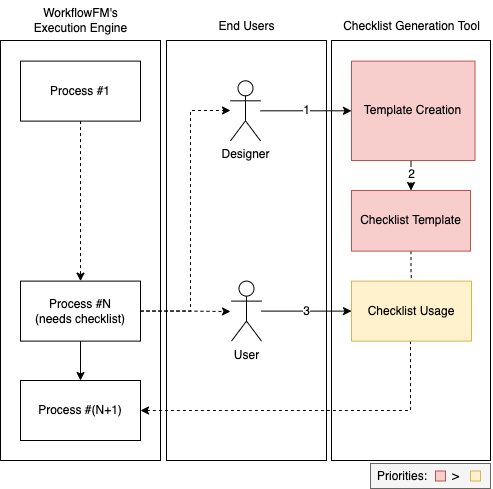 WorkflowFM's
Execution Engine
End Users
Checklist Generation Tool
Process #1
Designer
1
Template Creation
2
Checklist Template
Process #N
(needs checklist)
User
3
Checklist Usage
Process #(N+1)
Priorities: >